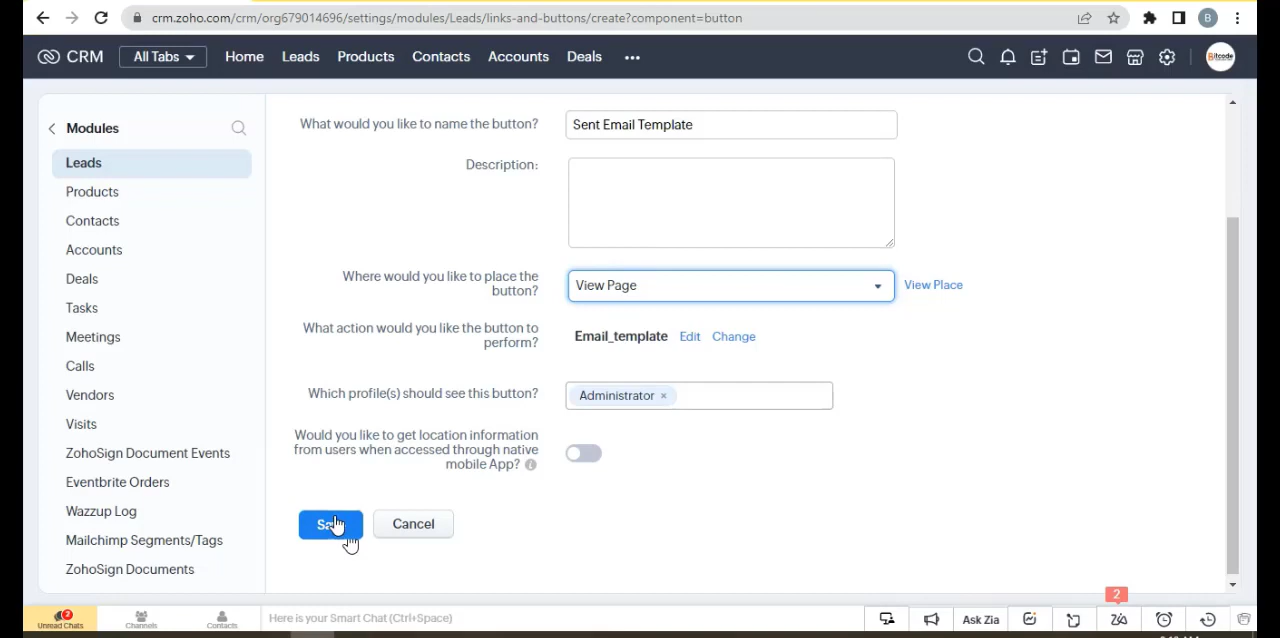 crm.zoho.com/crm/org679014696/settings/modules/Leads/links-and-buttons/create?component=button
B
CRM
All Tabs
Home
Leads
Products
Contacts
Accounts
Deals
•••
Bitcode
Modules
Leads
Products
Contacts
Accounts
Deals
Tasks
Meetings
Calls
Vendors
Visits
ZohoSign Document Events
Eventbrite Orders
Wazzup Log
Mailchimp Segments/Tags
ZohoSign Documents
What would you like to name the button?
Sent Email Template
Description:
Where would you like to place the
button?
View Page
View Place
What action would you like the button to
perform?
Email_template
Edit
Change
Which profile(s) should see this button?
Administrator ×
Would you like to get location information
from users when accessed through native
mobile App?
Cancel
2
2
Unread Chats
Channels
Contacts
Here is your Smart Chat (Ctrl+Space)
Ask Zia